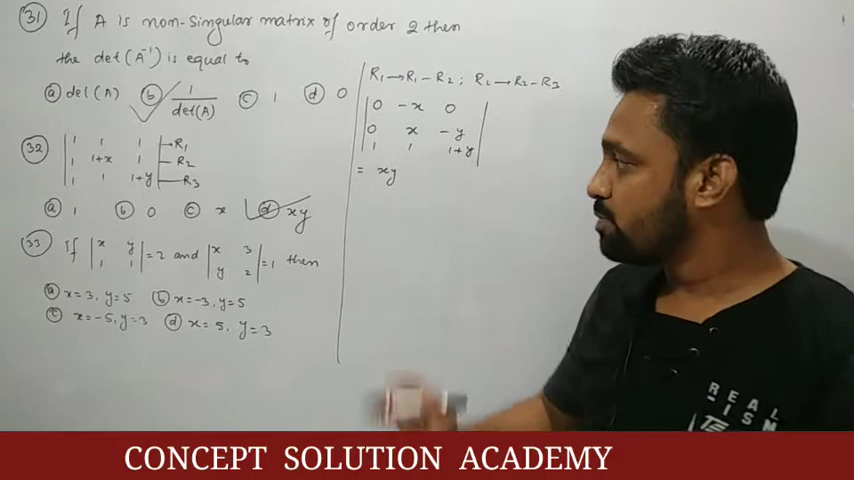 31 If A is non-singular matrix of order 2 then
the det(A⁻¹) is equal to
a del(A) b 1/det(A) c 1 d 0
32 | 1 1 1 | → R₁
| 1 1+x 1 | - R₂
| 1 1 1+y | - R₃
a 1 b 0 c x d xy
33 If | x y | = 2 and | x 3 | = 1 then
| 1 1 | | y 2 |
a x=3, y=5 b x=-3, y=5
c x=-5, y=3 d x=5, y=3
R₁→R₁-R₂ ; R₂→R₂-R₃
| 0 -x 0 |
| 0 x -y |
| 1 1 1+y |
= xy
REAL
ISM
CONCEPT SOLUTION ACADEMY